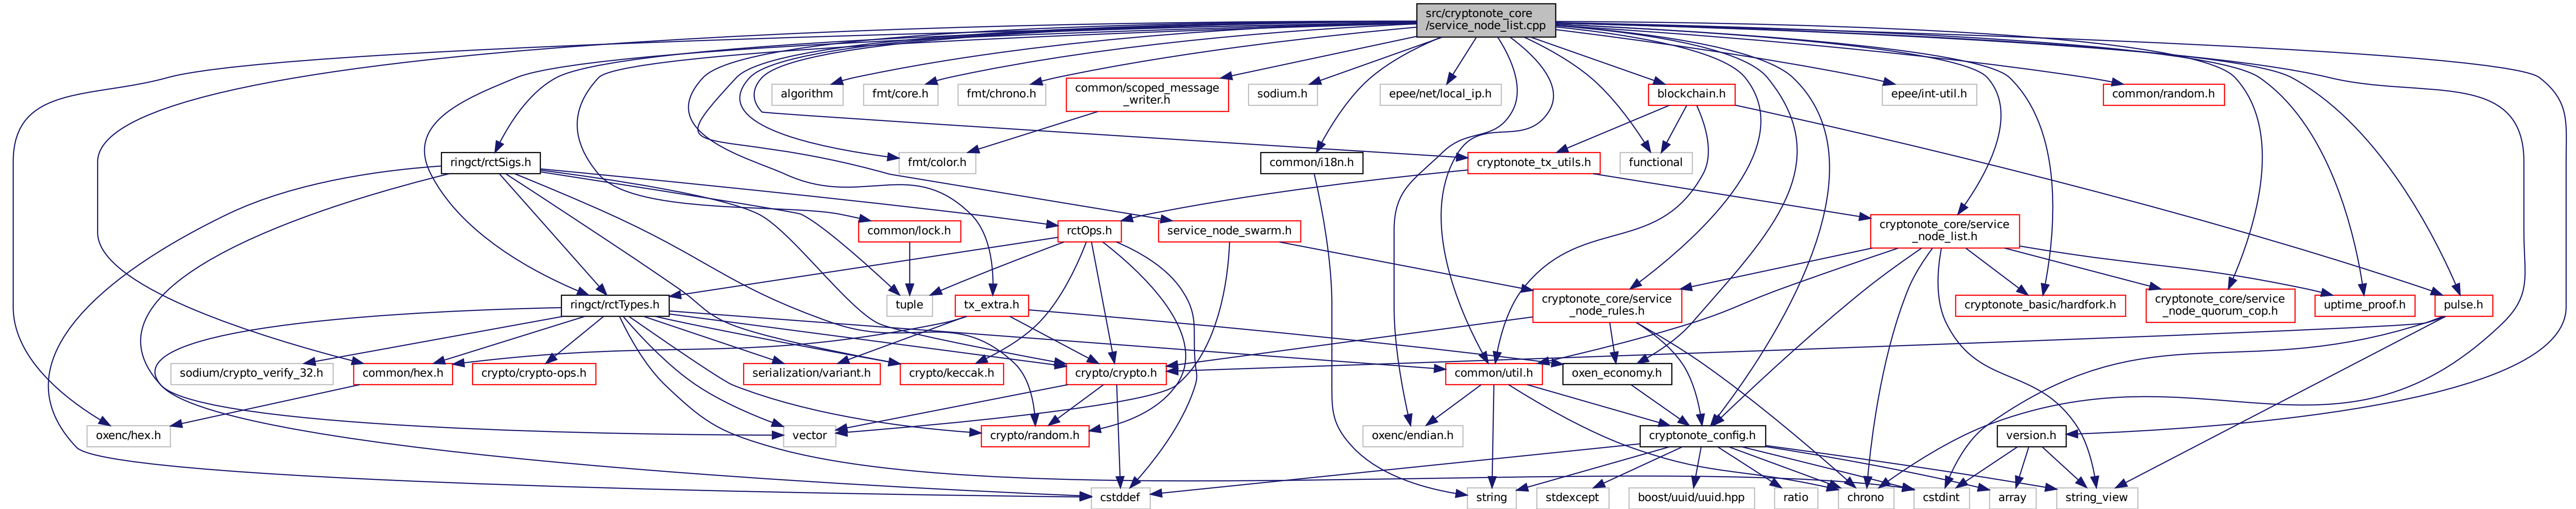 src/cryptonote_core
/service_node_list.cpp
algorithm
fmt/core.h
fmt/chrono.h
common/scoped_message
_writer.h
sodium.h
epee/net/local_ip.h
blockchain.h
epee/int-util.h
common/random.h
ringct/rctSigs.h
fmt/color.h
common/i18n.h
cryptonote_tx_utils.h
functional
common/lock.h
rctOps.h
service_node_swarm.h
cryptonote_core/service
_node_list.h
ringct/rctTypes.h
tuple
tx_extra.h
cryptonote_core/service
_node_rules.h
cryptonote_basic/hardfork.h
cryptonote_core/service
_node_quorum_cop.h
uptime_proof.h
pulse.h
sodium/crypto_verify_32.h
common/hex.h
crypto/crypto-ops.h
serialization/variant.h
crypto/keccak.h
crypto/crypto.h
common/util.h
oxen_economy.h
oxenc/hex.h
vector
crypto/random.h
oxenc/endian.h
cryptonote_config.h
version.h
cstddef
string
stdexcept
boost/uuid/uuid.hpp
ratio
chrono
cstdint
array
string_view